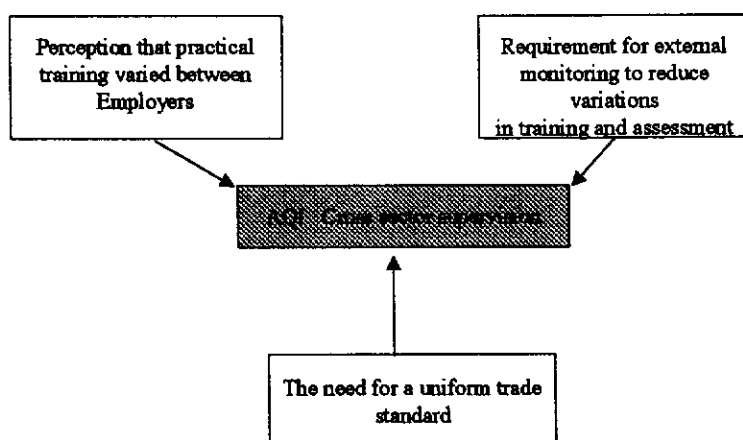 Perception that practical
training varied between
Employers
Requirement for external
monitoring to reduce
variations
in training and assessment
Cross sector supervision
The need for a uniform trade
standard